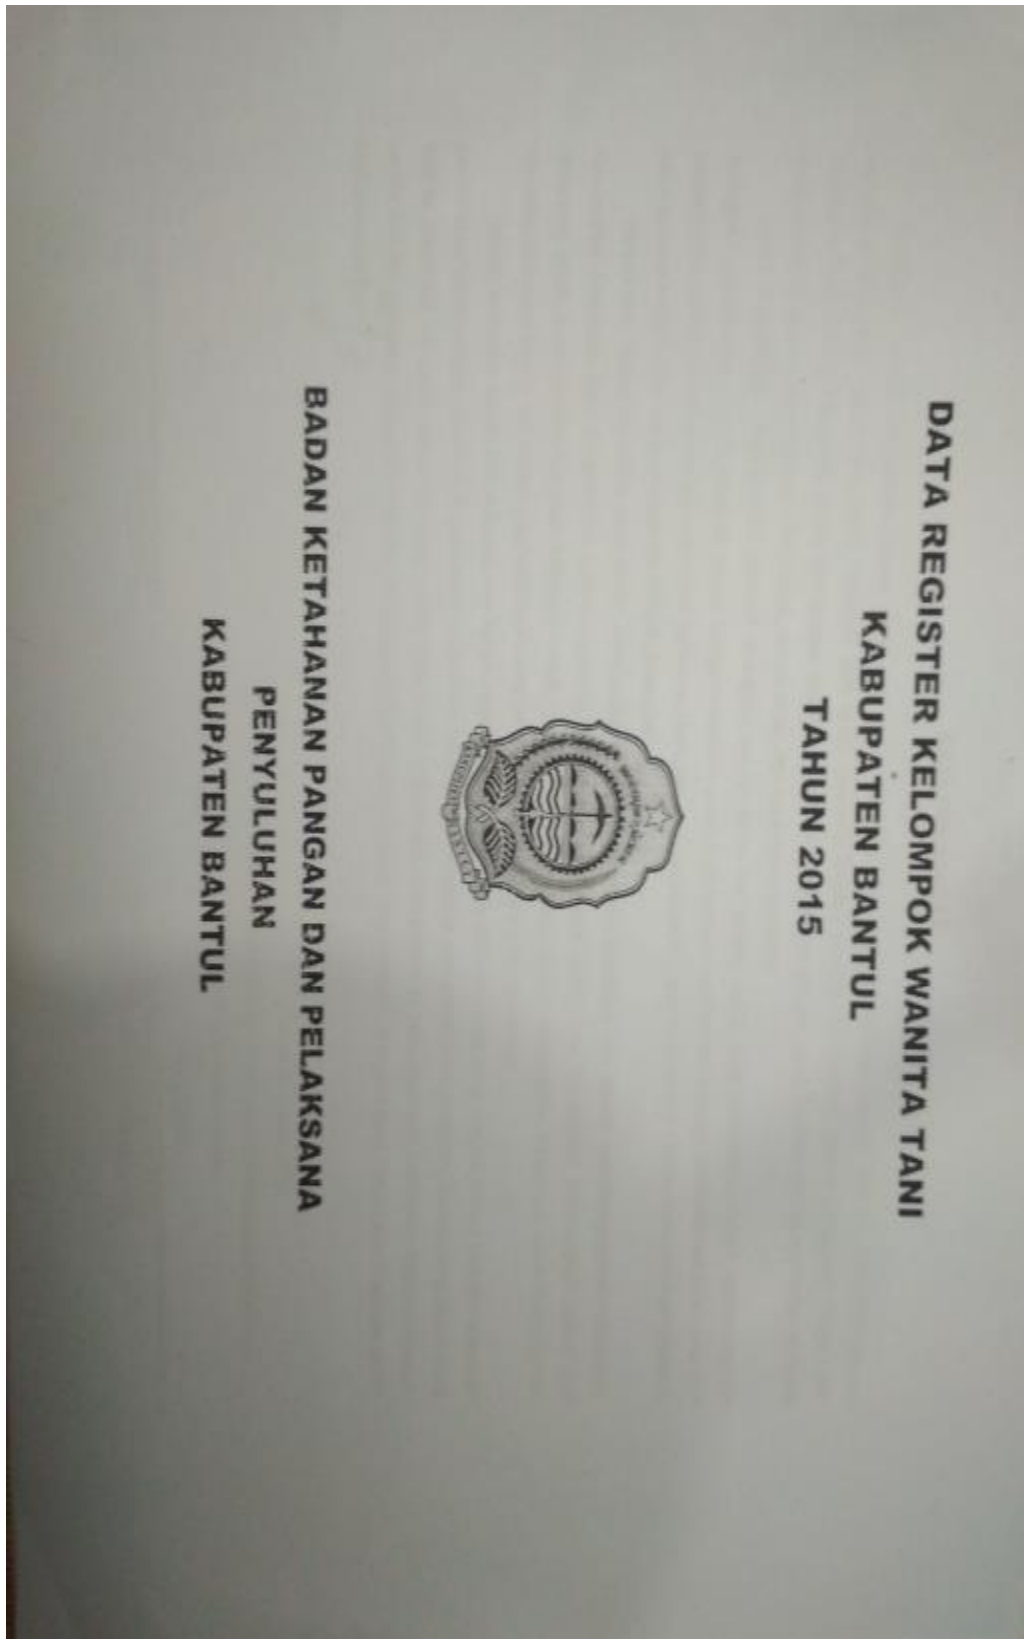 DATA REGISTER KELOMPOK WANITA TANI
KABUPATEN BANTUL
TAHUN 2015
BADAN KETAHANAN PANGAN DAN PELAKSANA
PENYULUHAN
KABUPATEN BANTUL